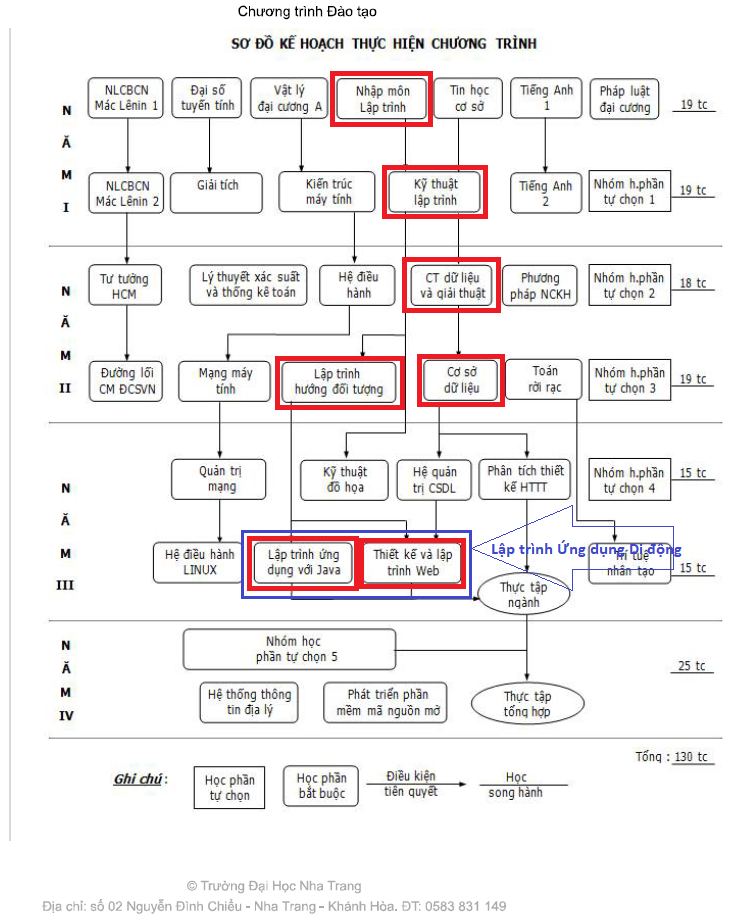 Chương trình Đào tạo
SƠ ĐỒ KẾ HOẠCH THỰC HIỆN CHƯƠNG TRÌNH
NĂM I
NLCBCN
Mác Lênin 1
Đại số
tuyến tính
Vật lý
đại cương A
Nhập môn
Lập trình
Tin học
cơ sở
Tiếng Anh
1
Pháp luật
đại cương
19 tc
NLCBCN
Mác Lênin 2
Giải tích
Kiến trúc
máy tính
Kỹ thuật
lập trình
Tiếng Anh
2
Nhóm h.phần
tự chọn 1
19 tc
NĂM II
Tư tưởng
HCM
Lý thuyết xác suất
và thống kê toán
Hệ điều
hành
CT dữ liệu
và giải thuật
Phương
pháp NCKH
Nhóm h.phần
tự chọn 2
18 tc
Đường lối
CM ĐCSVN
Mạng máy
tính
Lập trình
hướng đối tượng
Cơ sở
dữ liệu
Toán
rời rạc
Nhóm h.phần
tự chọn 3
19 tc
NĂM III
Quản trị
mạng
Kỹ thuật
đồ họa
Hệ quản
trị CSDL
Phân tích thiết
kế HTTT
Nhóm h.phần
tự chọn 4
15 tc
Hệ điều hành
LINUX
Lập trình ứng
dụng với Java
Thiết kế và lập
trình Web
Lập trình Ứng dụng Di động
Trí tuệ
nhân tạo
15 tc
Thực tập
ngành
NĂM IV
Nhóm học
phần tự chọn 5
25 tc
Hệ thống thông
tin địa lý
Phát triển phần
mềm mã nguồn mở
Thực tập
tổng hợp
Tổng : 130 tc
Ghi chú :
Học phần
tự chọn
Học phần
bắt buộc
Điều kiện
tiên quyết
Học
song hành
© Trường Đại Học Nha Trang
Địa chỉ: số 02 Nguyễn Đình Chiểu - Nha Trang - Khánh Hòa. ĐT: 0583 831 149